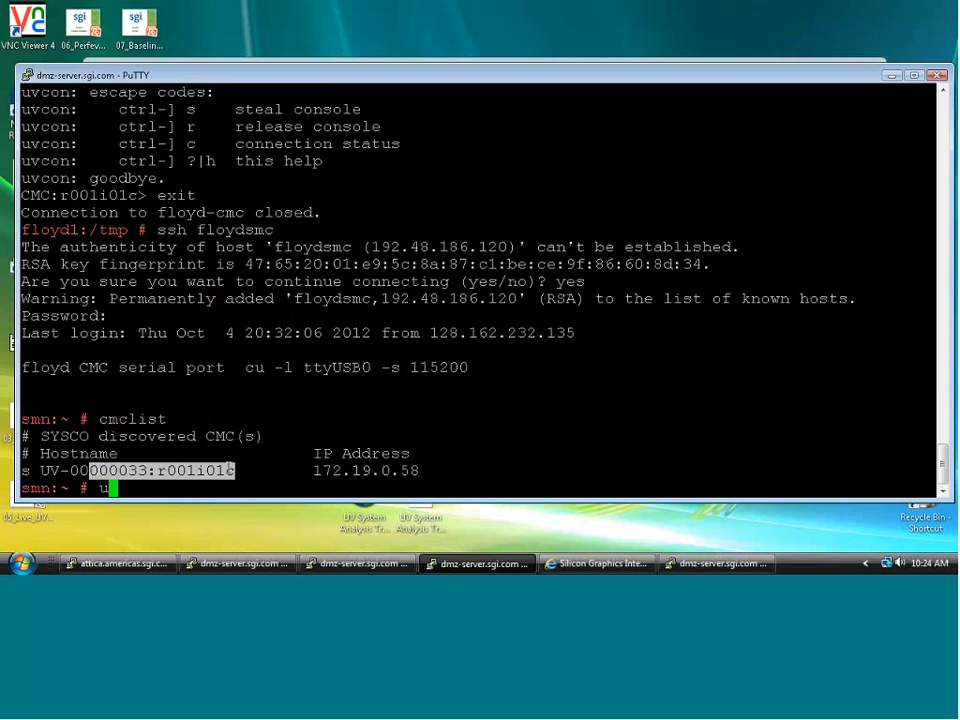 sgi
sgi
VNC Viewer 4
06_Perfev...
07_Baselin...
dmz-server.sgi.com - PuTTY
uvcon: escape codes:
uvcon: ctrl-] s steal console
uvcon: ctrl-] r release console
uvcon: ctrl-] c connection status
uvcon: ctrl-] ?|h this help
uvcon: goodbye.
CMC:r001i01c> exit
Connection to floyd-cmc closed.
floyd1:/tmp # ssh floydsmc
The authenticity of host 'floydsmc (192.48.186.120)' can't be established.
RSA key fingerprint is 47:65:20:01:e9:5c:8a:87:c1:be:ce:9f:86:60:8d:34.
Are you sure you want to continue connecting (yes/no)? yes
Warning: Permanently added 'floydsmc,192.48.186.120' (RSA) to the list of known hosts.
Password:
Last login: Thu Oct 4 20:32:06 2012 from 128.162.232.135
floyd CMC serial port cu -l ttyUSB0 -s 115200
smn:~ # cmclist
# SYSCO discovered CMC(s)
# Hostname IP Address
s UV-00000033:r001i01c 172.19.0.58
smn:~ # u
05_Live_UV...
UV System
Analysis Tr...
UV System
Analysis Tr...
Recycle Bin -
Shortcut
attica.americas.sgi.c...
dmz-server.sgi.com ...
dmz-server.sgi.com ...
dmz-server.sgi.com ...
Silicon Graphics Inte...
dmz-server.sgi.com ...
10:24 AM